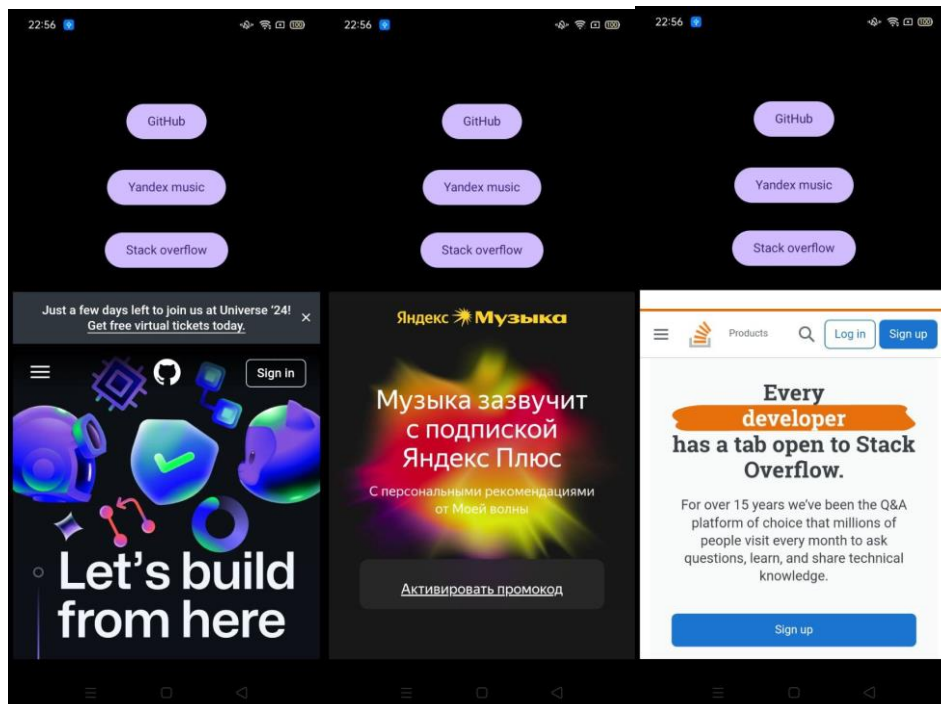 22:56
100
GitHub
Yandex music
Stack overflow
Just a few days left to join us at Universe '24!
Get free virtual tickets today.
×
Sign in
Let's build
from here
22:56
100
GitHub
Yandex music
Stack overflow
Яндекс Музыка
Музыка зазвучит
с подпиской
Яндекс Плюс
С персональными рекомендациями
от Моей волны
Активировать промокод
22:56
100
GitHub
Yandex music
Stack overflow
Products
Log in
Sign up
Every
developer
has a tab open to Stack
Overflow.
For over 15 years we've been the Q&A
platform of choice that millions of
people visit every month to ask
questions, learn, and share technical
knowledge.
Sign up